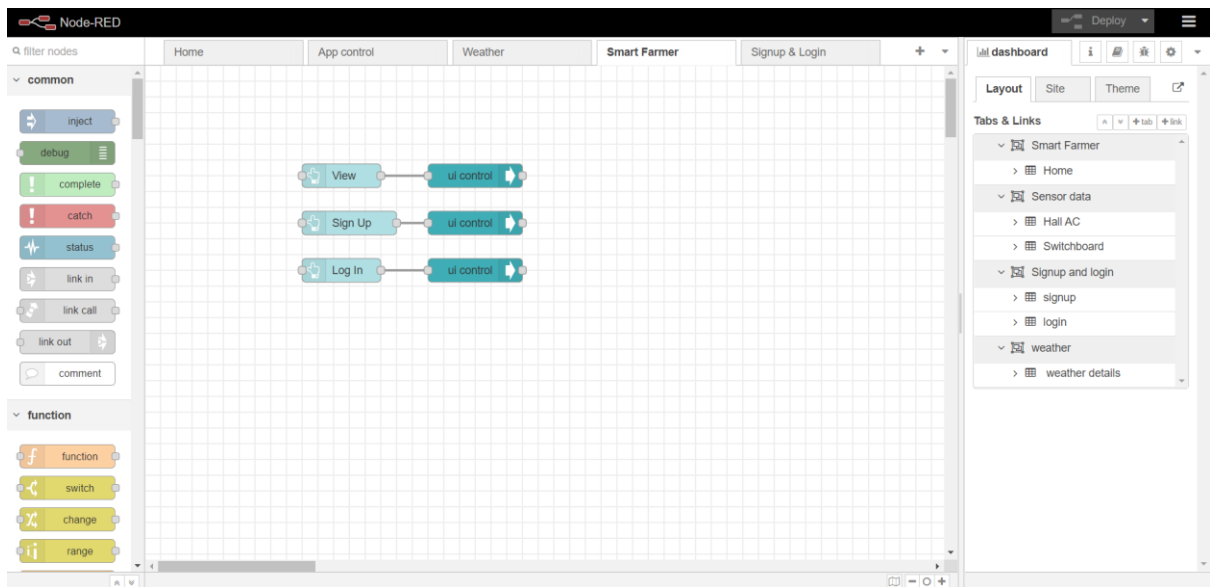 Node-RED
Deploy
filter nodes
Home
App control
Weather
Smart Farmer
Signup & Login
dashboard
common
inject
debug
complete
catch
status
link in
link call
link out
comment
function
function
switch
change
range
View
ui control
Sign Up
ui control
Log In
ui control
Layout
Site
Theme
Tabs & Links
+tab
+link
Smart Farmer
Home
Sensor data
Hall AC
Switchboard
Signup and login
signup
login
weather
weather details